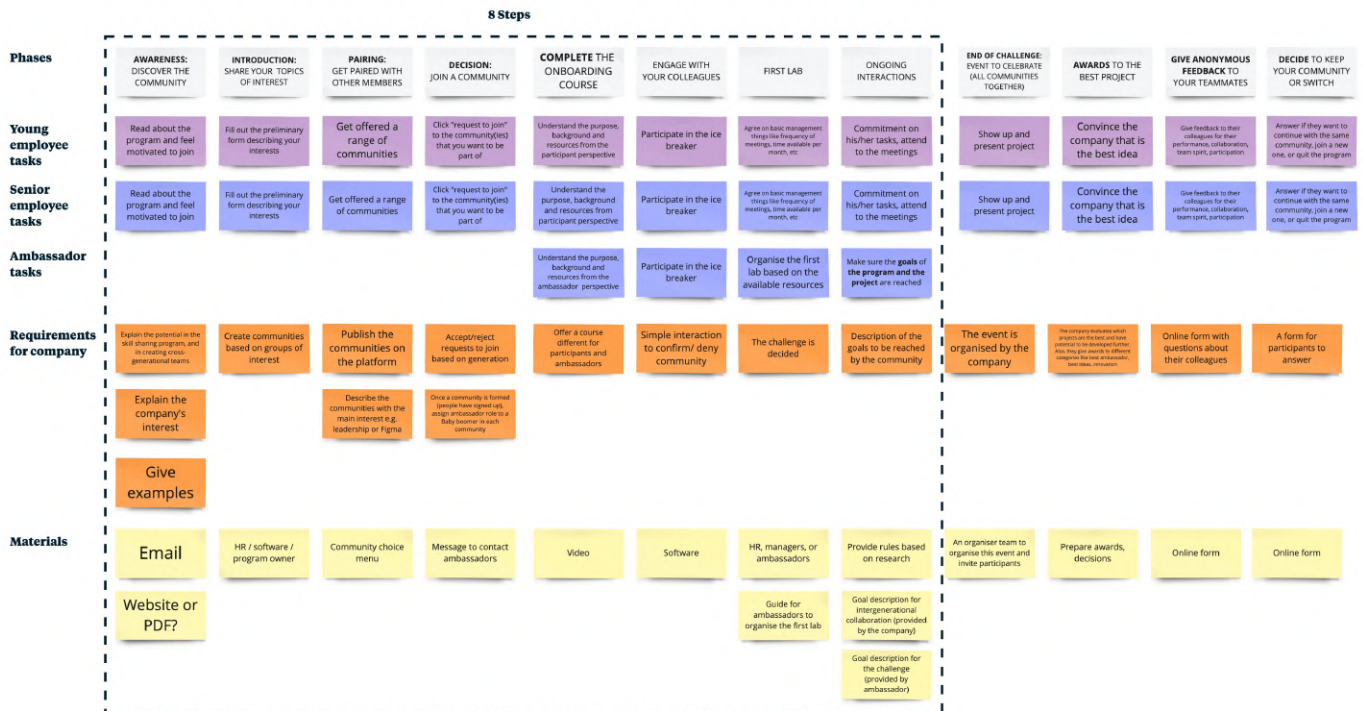 8 Steps
Phases
AWARENESS:
DISCOVER THE
COMMUNITY
INTRODUCTION:
SHARE YOUR TOPICS
OF INTEREST
PAIRING:
GET PAIRED WITH
OTHER MEMBERS
DECISION:
JOIN A COMMUNITY
COMPLETE THE
ONBOARDING
COURSE
ENGAGE WITH
YOUR COLLEAGUES
FIRST LAB
ONGOING
INTERACTIONS
END OF CHALLENGE:
EVENT TO CELEBRATE
(ALL COMMUNITIES
TOGETHER)
AWARDS TO THE
BEST PROJECT
GIVE ANONYMOUS
FEEDBACK TO
YOUR TEAMMATES
DECIDE TO KEEP
YOUR COMMUNITY
OR SWITCH
Young
employee
tasks
Read about the
program and feel
motivated to join
Fill out the preliminary
form describing your
interests
Get offered a
range of
communities
Click "request to join"
to the community(ies)
that you want to be
part of
Understand the purpose,
background and
resources from the
participant perspective
Participate in the ice
breaker
Agree on basic management
things like frequency of
meetings, time available per
month, etc
Commitment on
his/her tasks, attend
to the meetings
Show up and
present project
Convince the
company that is
the best idea
Give feedback to their
colleagues for their
performance, collaboration,
team spirit, participation
Answer if they want to
continue with the same
community, join a new
one, or quit the program
Senior
employee
tasks
Read about the
program and feel
motivated to join
Fill out the preliminary
form describing your
interests
Get offered a range
of communities
Click "request to join"
to the community(ies)
that you want to be
part of
Understand the
purpose, background
and resources from
participant perspective
Participate in the ice
breaker
Agree on basic management
things like frequency of
meetings, time available per
month, etc
Commitment on
his/her tasks, attend
to the meetings
Show up and
present project
Convince the
company that is
the best idea
Give feedback to their
colleagues for their
performance, collaboration,
team spirit, participation
Answer if they want to
continue with the same
community, join a new
one, or quit the program
Ambassador
tasks
Understand the purpose,
background and
resources from the
ambassador perspective
Participate in the ice
breaker
Organise the first
lab based on the
available resources
Make sure the goals of
the program and the
project are reached
Requirements
for company
Explain the potential in the
skill sharing program, and
in creating cross-
generational teams
Create communities
based on groups of
interest
Publish the
communities on
the platform
Accept/reject
requests to join
based on generation
Offer a course
different for
participants and
ambassadors
Simple interaction
to confirm/ deny
community
The challenge is
decided
Description of the
goals to be reached
by the community
The event is
organised by the
company
The company evaluates which
projects are the best and have
potential to be developed further.
Also, they give awards to different
categories like best ambassador,
best ideas, renovation
Online form with
questions about
their colleagues
A form for
participants to
answer
Explain the
company's
interest
Describe the
communities with the
main interest e.g.
leadership or Figma
Once a community is formed
(people have signed up),
assign ambassador role to a
Baby boomer in each
community
Give
examples
Materials
Email
HR / software /
program owner
Community choice
menu
Message to contact
ambassadors
Video
Software
HR, managers, or
ambassadors
Provide rules based
on research
An organiser team to
organise this event and
invite participants
Prepare awards,
decisions
Online form
Online form
Website or
PDF?
Guide for
ambassadors to
organise the first lab
Goal description for
intergenerational
collaboration (provided
by the company)
Goal description for
the challenge
(provided by
ambassador)